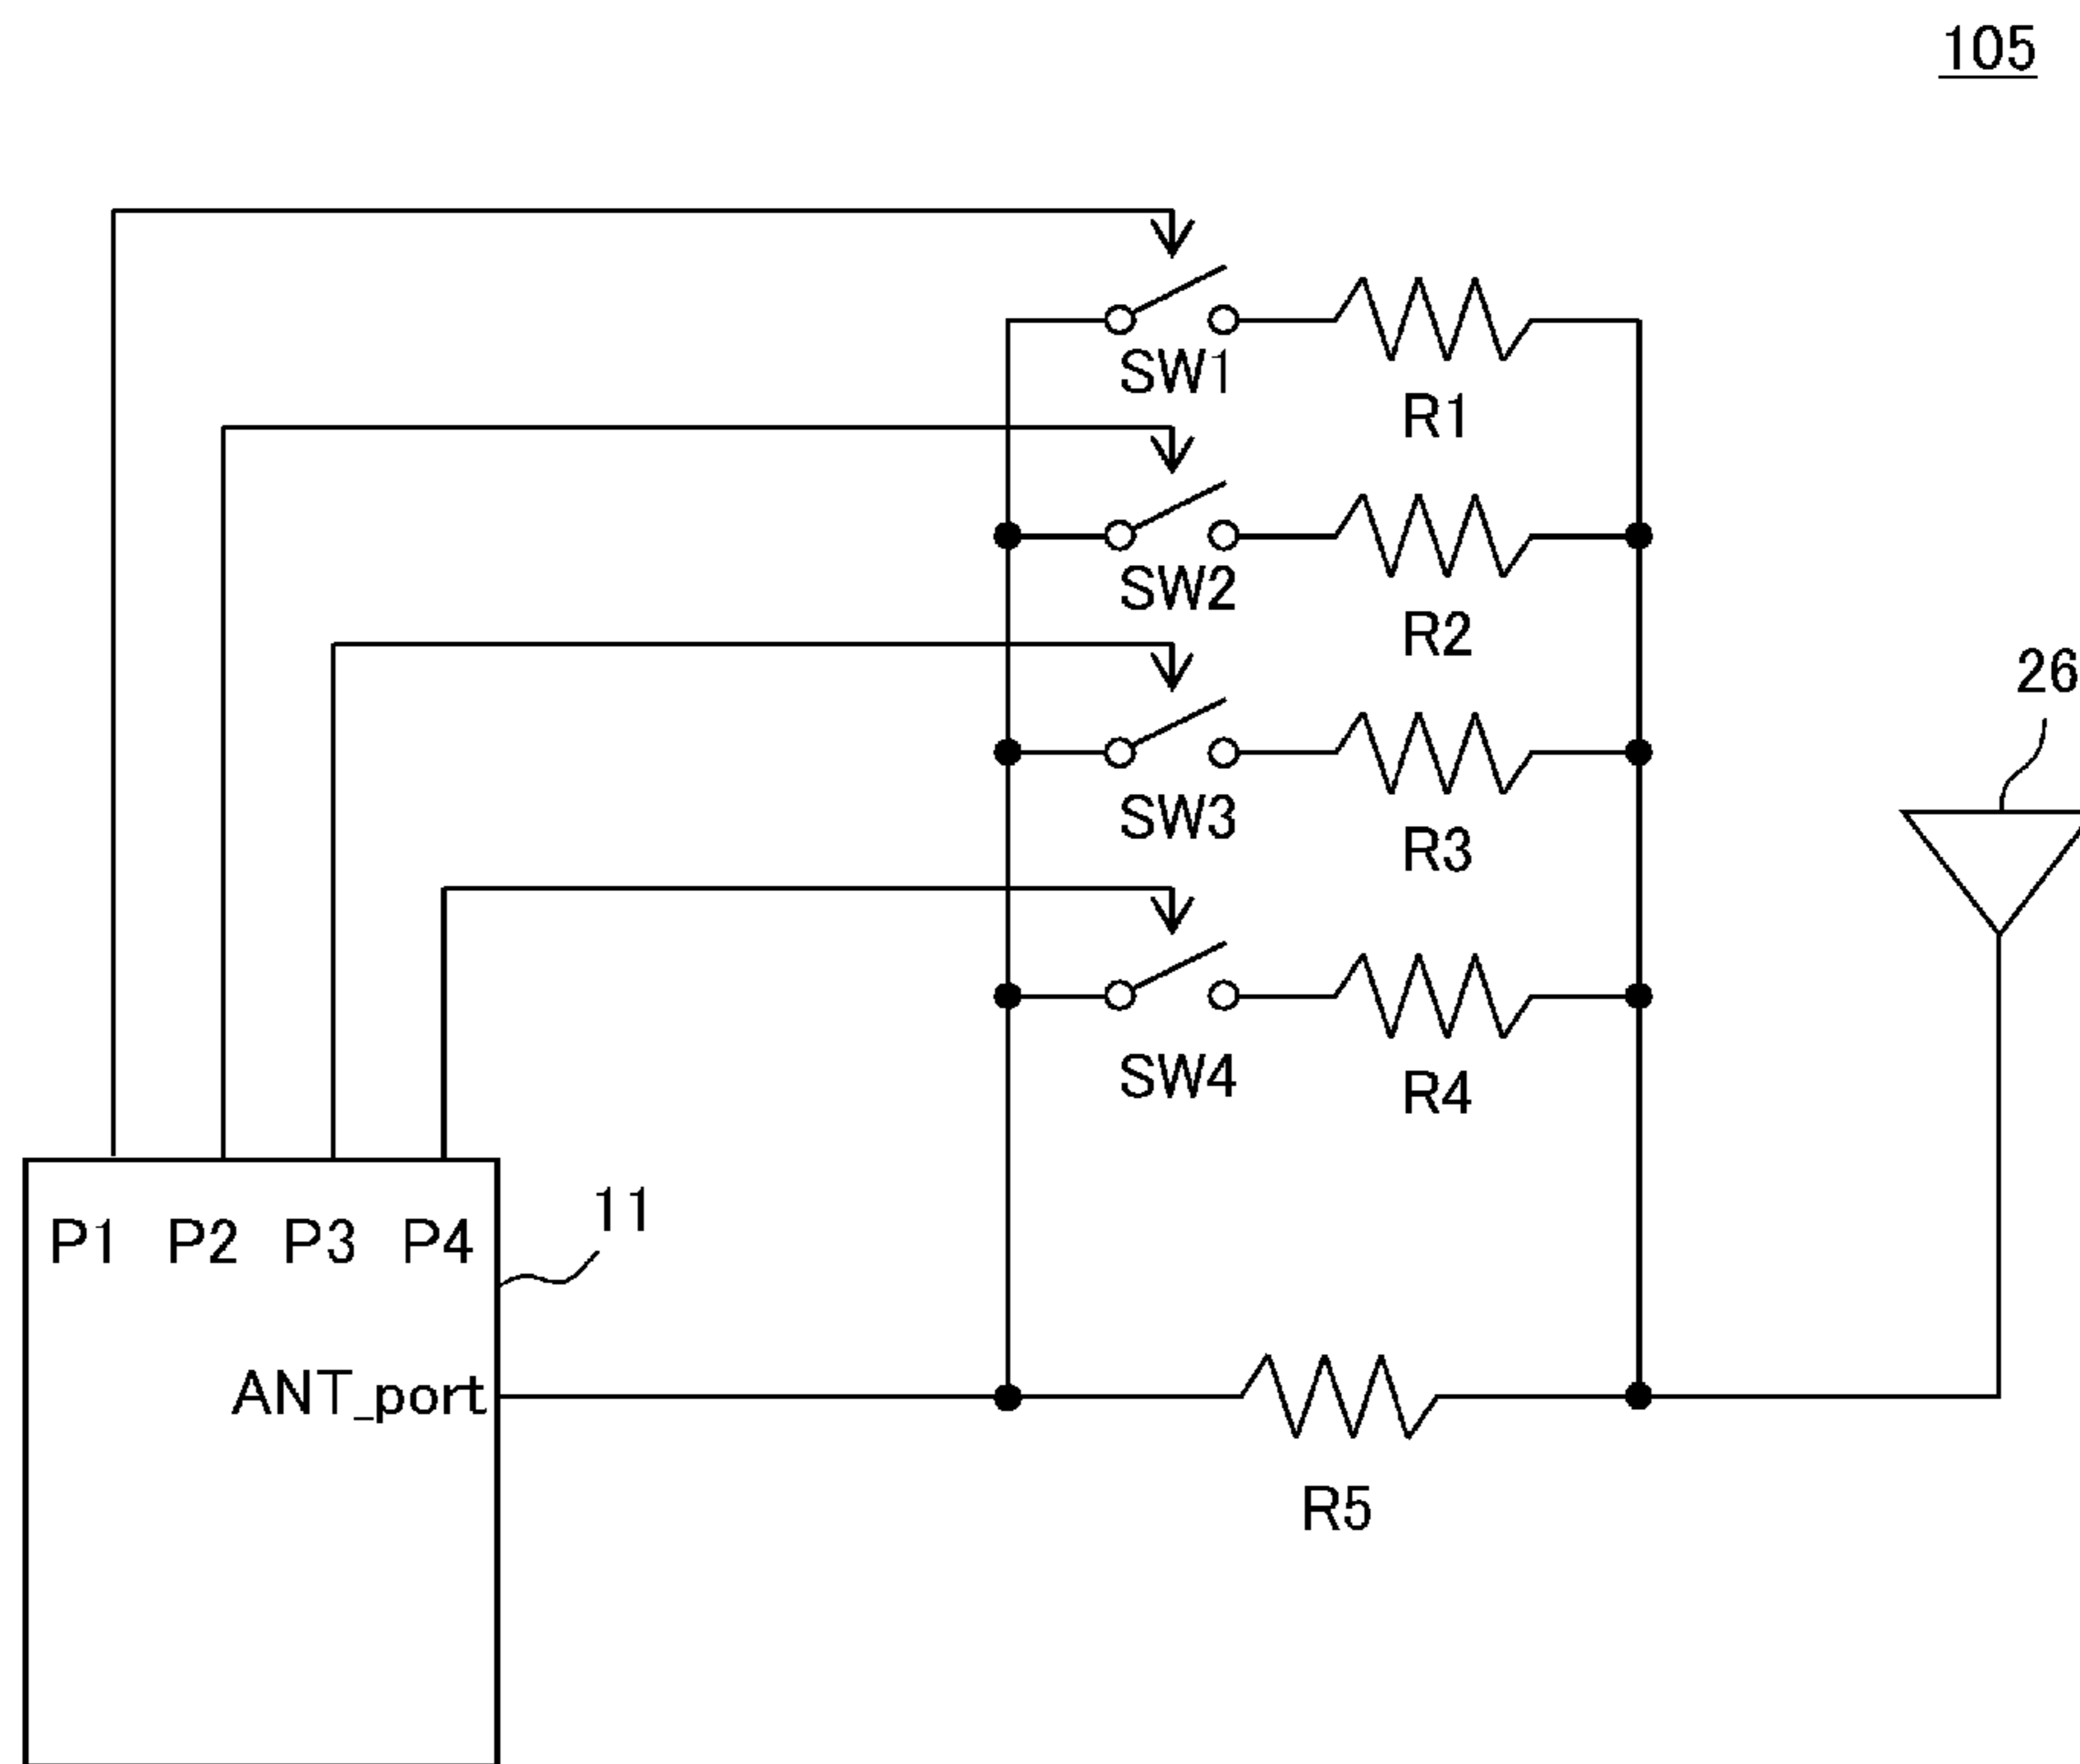 105
SW1
R1
SW2
R2
26
SW3
R3
SW4
R4
11
P1 P2 P3 P4
ANT_port
R5